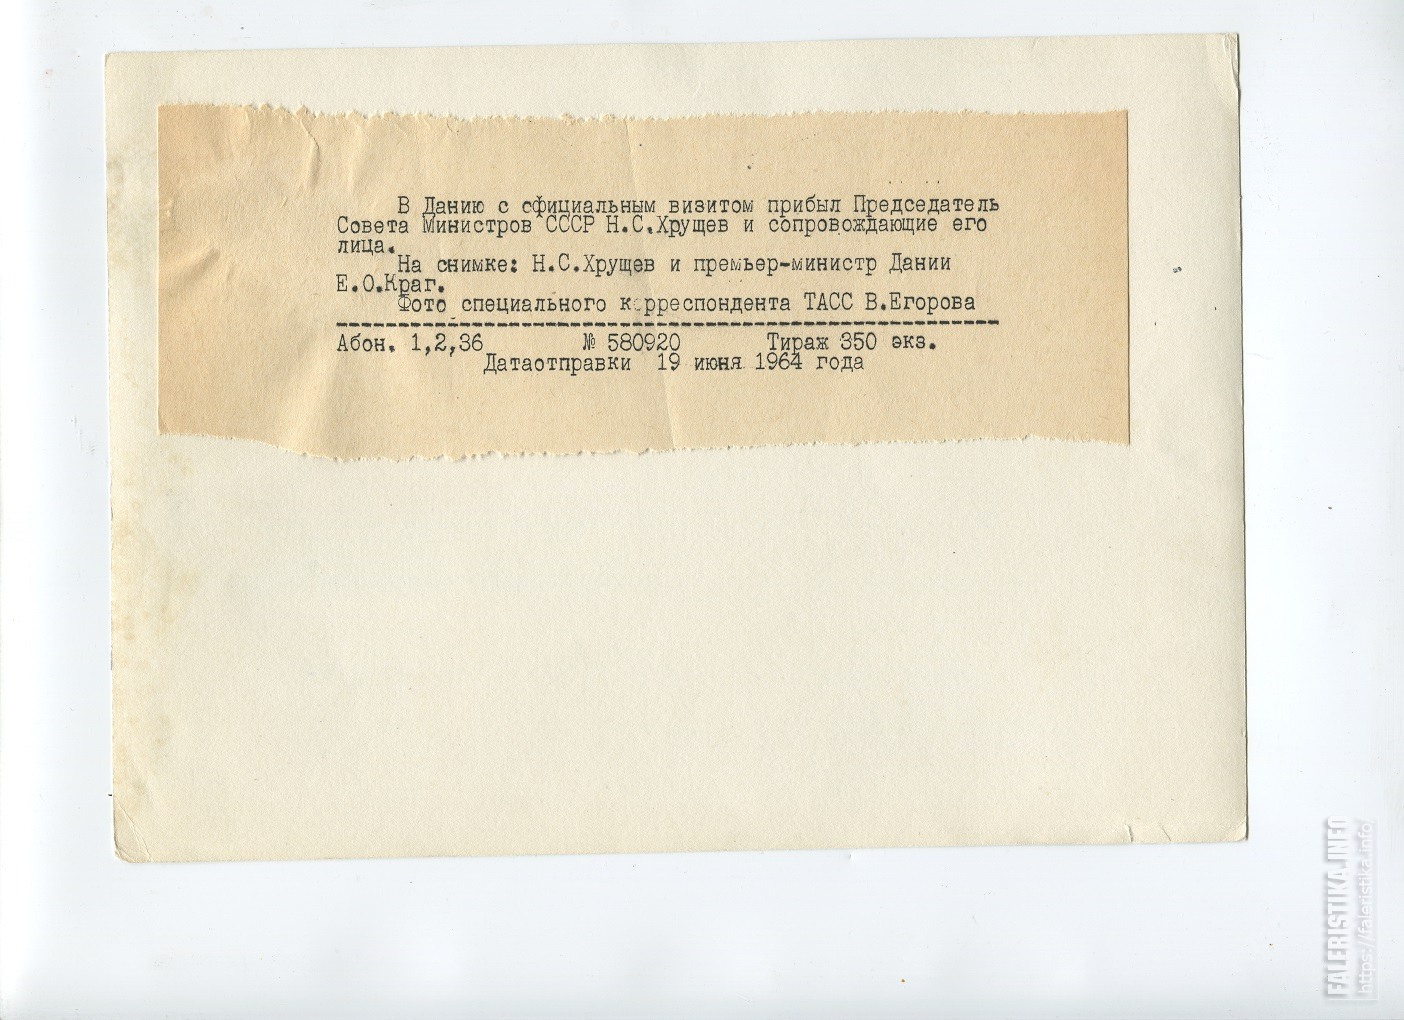 В Данию с официальным визитом прибыл Председатель
Совета Министров СССР Н.С.Хрущев и сопровождающие его
лица.
На снимке: Н.С.Хрущев и премьер-министр Дании
Е.О.Краг.
Фото специального корреспондента ТАСС В.Егорова
Абон. 1,2,36 № 580920 Тираж 350 экз.
Датаотправки 19 июня 1964 года
FALERISTIKA.INFO
https://faleristika.info/